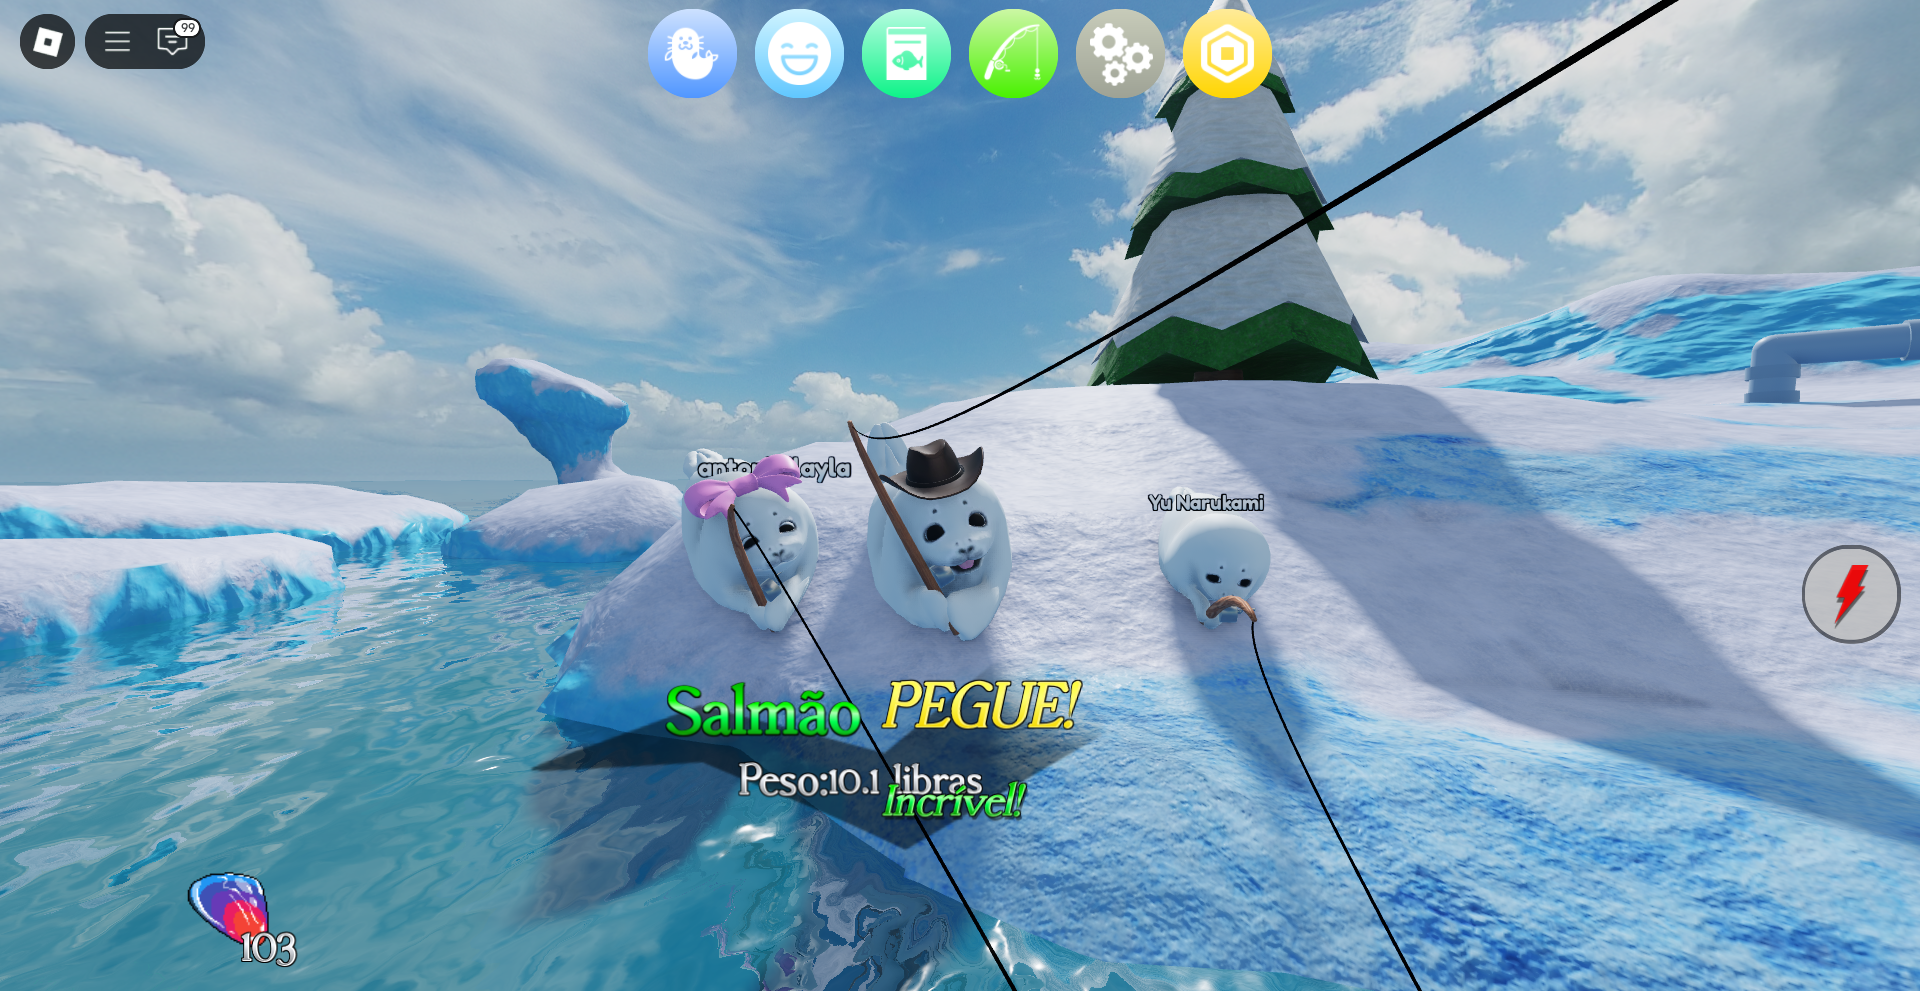 99
Yu Narukami
Salmão PEGUE!
Peso:10.1 libras
Incrível!
103